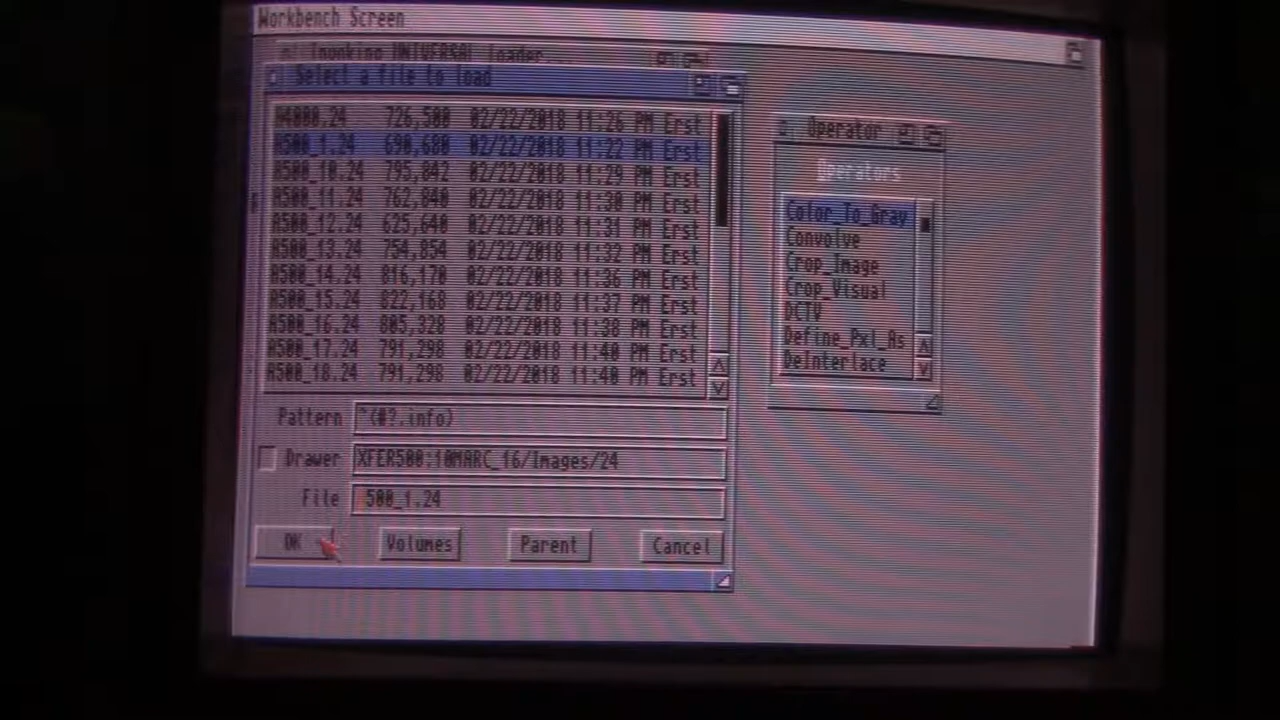 Workbench Screen
Invoking UNIVERSAL loader...
Select a file to load
A4000.24 726,500 02/22/2018 11:26 PM Erst
A500_1.24 690,680 02/22/2018 11:22 PM Erst
A500_10.24 795,042 02/22/2018 11:29 PM Erst
A500_11.24 762,840 02/22/2018 11:30 PM Erst
A500_12.24 625,640 02/22/2018 11:31 PM Erst
A500_13.24 754,854 02/22/2018 11:32 PM Erst
A500_14.24 816,170 02/22/2018 11:36 PM Erst
A500_15.24 822,168 02/22/2018 11:37 PM Erst
A500_16.24 805,328 02/22/2018 11:38 PM Erst
A500_17.24 791,298 02/22/2018 11:40 PM Erst
A500_18.24 791,298 02/22/2018 11:40 PM Erst
Pattern ~(#?.info)
Drawer XFER500:10MARC_16/Images/24
File 500_1.24
OK Volumes Parent Cancel
Operator
Operators
Color_To_Gray
Convolve
Crop_Image
Crop_Visual
DCTV
Define_Pxl_As
DeInterlace